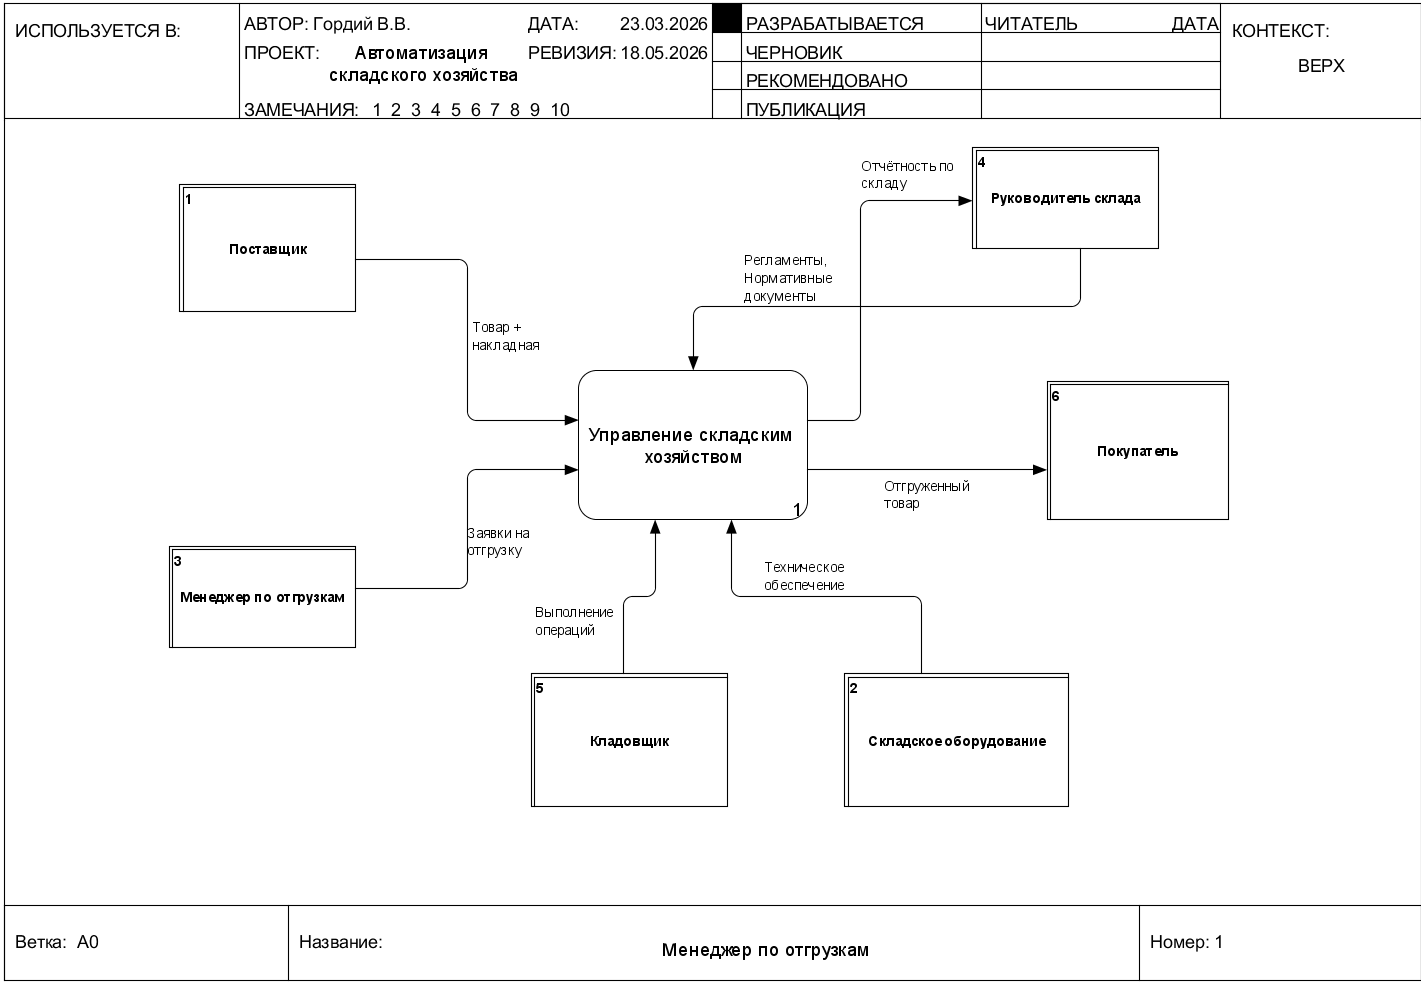 ИСПОЛЬЗУЕТСЯ В:
АВТОР: Гордий В.В.
ДАТА: 23.03.2026
ПРОЕКТ: Автоматизация
складского хозяйства
РЕВИЗИЯ: 18.05.2026
ЗАМЕЧАНИЯ: 1 2 3 4 5 6 7 8 9 10
РАЗРАБАТЫВАЕТСЯ
ЧЕРНОВИК
РЕКОМЕНДОВАНО
ПУБЛИКАЦИЯ
ЧИТАТЕЛЬ
ДАТА
КОНТЕКСТ:
ВЕРХ
Отчётность по
складу
4
Руководитель склада
1
Поставщик
Регламенты,
Нормативные
документы
Товар +
накладная
Управление складским
хозяйством
1
6
Покупатель
Отгруженный
товар
Заявки на
отгрузку
3
Менеджер по отгрузкам
Техническое
обеспечение
Выполнение
операций
5
Кладовщик
2
Складское оборудование
Ветка: A0
Название:
Менеджер по отгрузкам
Номер: 1